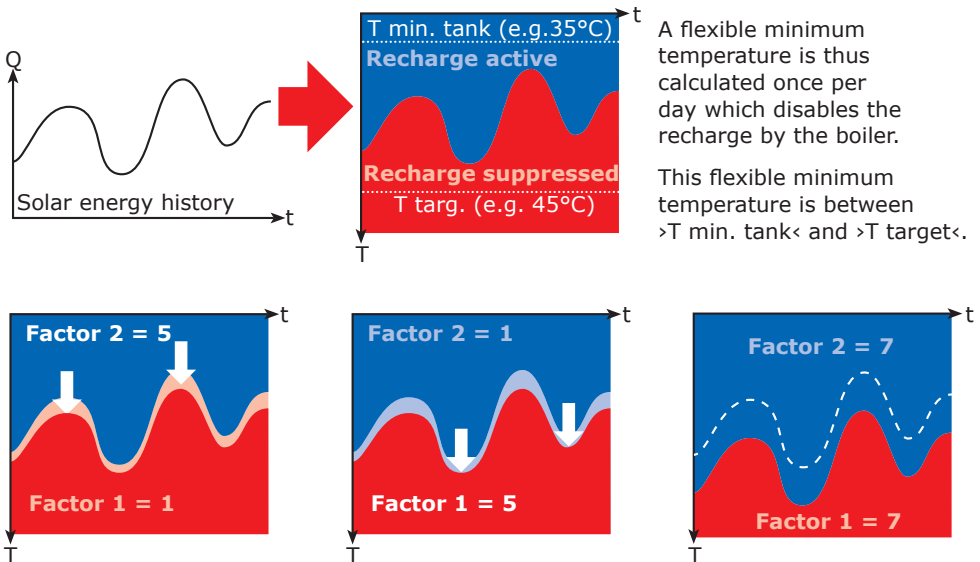 Q
Solar energy history
t
t
T min. tank (e.g.35°C)
Recharge active
Recharge suppressed
T targ. (e.g. 45°C)
T
A flexible minimum
temperature is thus
calculated once per
day which disables the
recharge by the boiler.
This flexible minimum
temperature is between
›T min. tank‹ and ›T target‹.
t
Factor 2 = 5
Factor 1 = 1
T
t
Factor 2 = 1
Factor 1 = 5
T
t
Factor 2 = 7
Factor 1 = 7
T